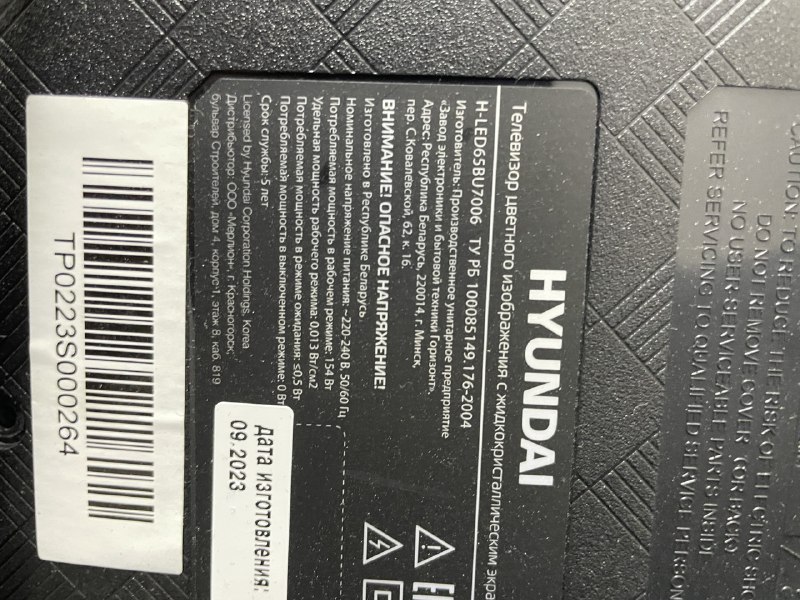 HYUNDAI
Телевизор цветного изображения с жидкокристаллическим экра
H-LED65BU7006 ТУ РБ 100085149.176-2004
Изготовитель: Производственное унитарное предприятие
«Завод электроники и бытовой техники Горизонт»,
Адрес: Республика Беларусь, 220014, г. Минск,
пер. С.Ковалевской, 62, к. 16.
ВНИМАНИЕ! ОПАСНОЕ НАПРЯЖЕНИЕ!
Изготовлено в Республике Беларусь
Номинальное напряжение питания: ~220-240 В, 50/60 Гц
Потребляемая мощность в рабочем режиме: 154 Вт
Удельная мощность рабочего режима: 0,013 Вт/см2
Потребляемая мощность в режиме ожидания: ≤0,5 Вт
Потребляемая мощность в выключенном режиме: 0 Вт
Срок службы: 5 лет
Licensed by Hyundai Corporation Holdings, Korea
Дистрибьютор: ООО «Мерлион», г. Красногорск,
бульвар Строителей, дом 4, корпус 1, этаж 8, каб. 819
дата изготовления:
09.2023
TP0223S000264
CAUTION: TO REDUCE THE RISK OF ELECTRIC SHO
DO NOT REMOVE COVER (OR BACK)
NO USER-SERVICEABLE PARTS INSIDE
REFER SERVICING TO QUALIFIED SERVICE PERSON